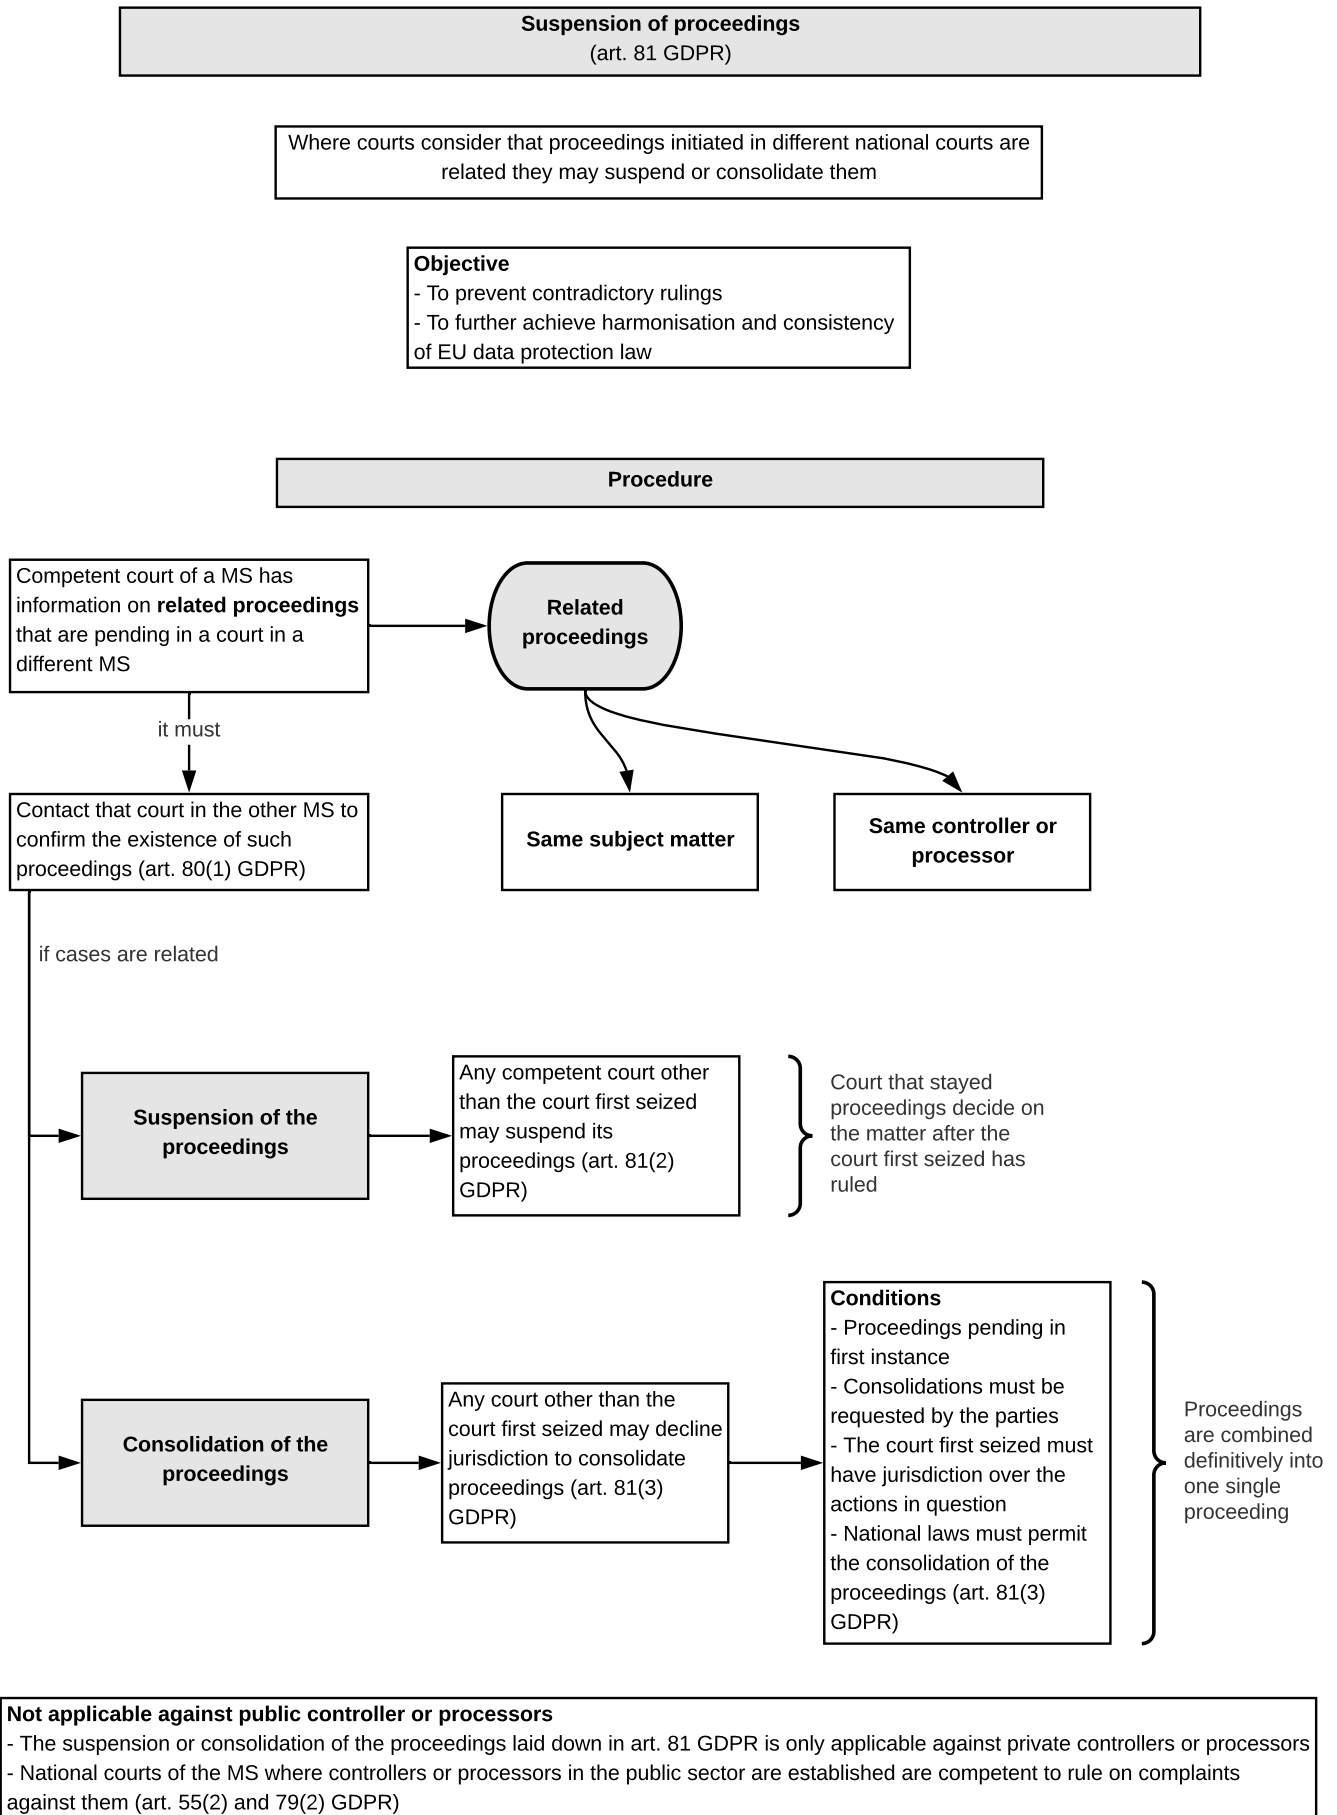 Suspension of proceedings
(art. 81 GDPR)
Where courts consider that proceedings initiated in different national courts are
related they may suspend or consolidate them
Objective
- To prevent contradictory rulings
- To further achieve harmonisation and consistency
of EU data protection law
Procedure
Competent court of a MS has
information on related proceedings
that are pending in a court in a
different MS
Related
proceedings
it must
Contact that court in the other MS to
confirm the existence of such
proceedings (art. 80(1) GDPR)
Same subject matter
Same controller or
processor
if cases are related
Suspension of the
proceedings
Any competent court other
than the court first seized
may suspend its
proceedings (art. 81(2)
GDPR)
Court that stayed
proceedings decide on
the matter after the
court first seized has
ruled
Consolidation of the
proceedings
Any court other than the
court first seized may decline
jurisdiction to consolidate
proceedings (art. 81(3)
GDPR)
Conditions
- Proceedings pending in
first instance
- Consolidations must be
requested by the parties
- The court first seized must
have jurisdiction over the
actions in question
- National laws must permit
the consolidation of the
proceedings (art. 81(3)
GDPR)
Proceedings
are combined
definitively into
one single
proceeding
Not applicable against public controller or processors
- The suspension or consolidation of the proceedings laid down in art. 81 GDPR is only applicable against private controllers or processors
- National courts of the MS where controllers or processors in the public sector are established are competent to rule on complaints
against them (art. 55(2) and 79(2) GDPR)